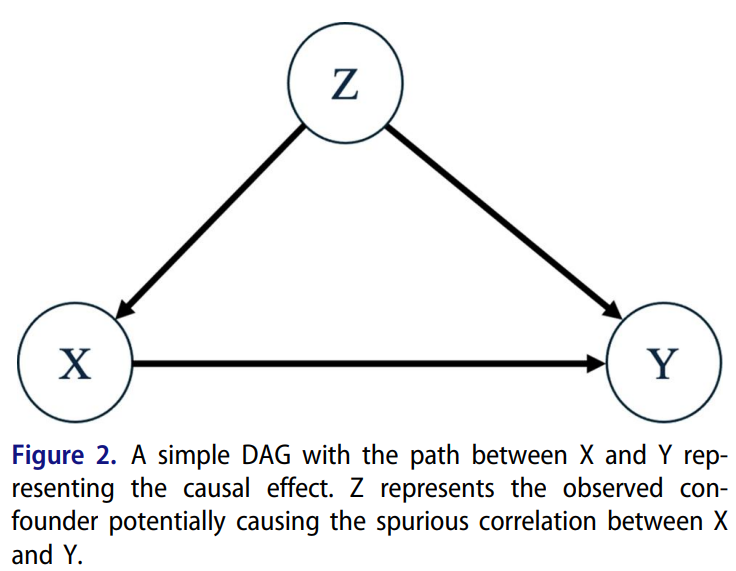 Z
X
Y
Figure 2. A simple DAG with the path between X and Y rep-
resenting the causal effect. Z represents the observed con-
founder potentially causing the spurious correlation between X
and Y.